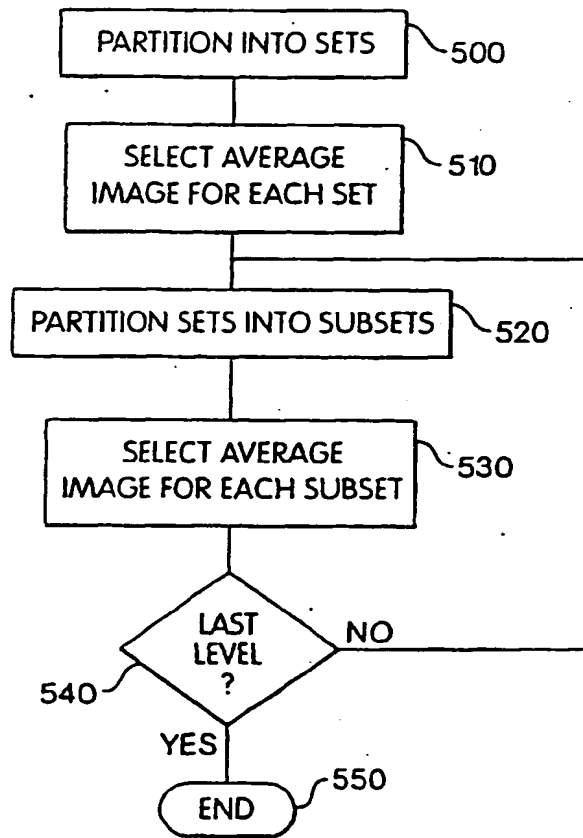 PARTITION INTO SETS
500
SELECT AVERAGE
IMAGE FOR EACH SET
510
PARTITION SETS INTO SUBSETS
520
SELECT AVERAGE
IMAGE FOR EACH SUBSET
530
LAST
LEVEL
?
NO
540
YES
END
550